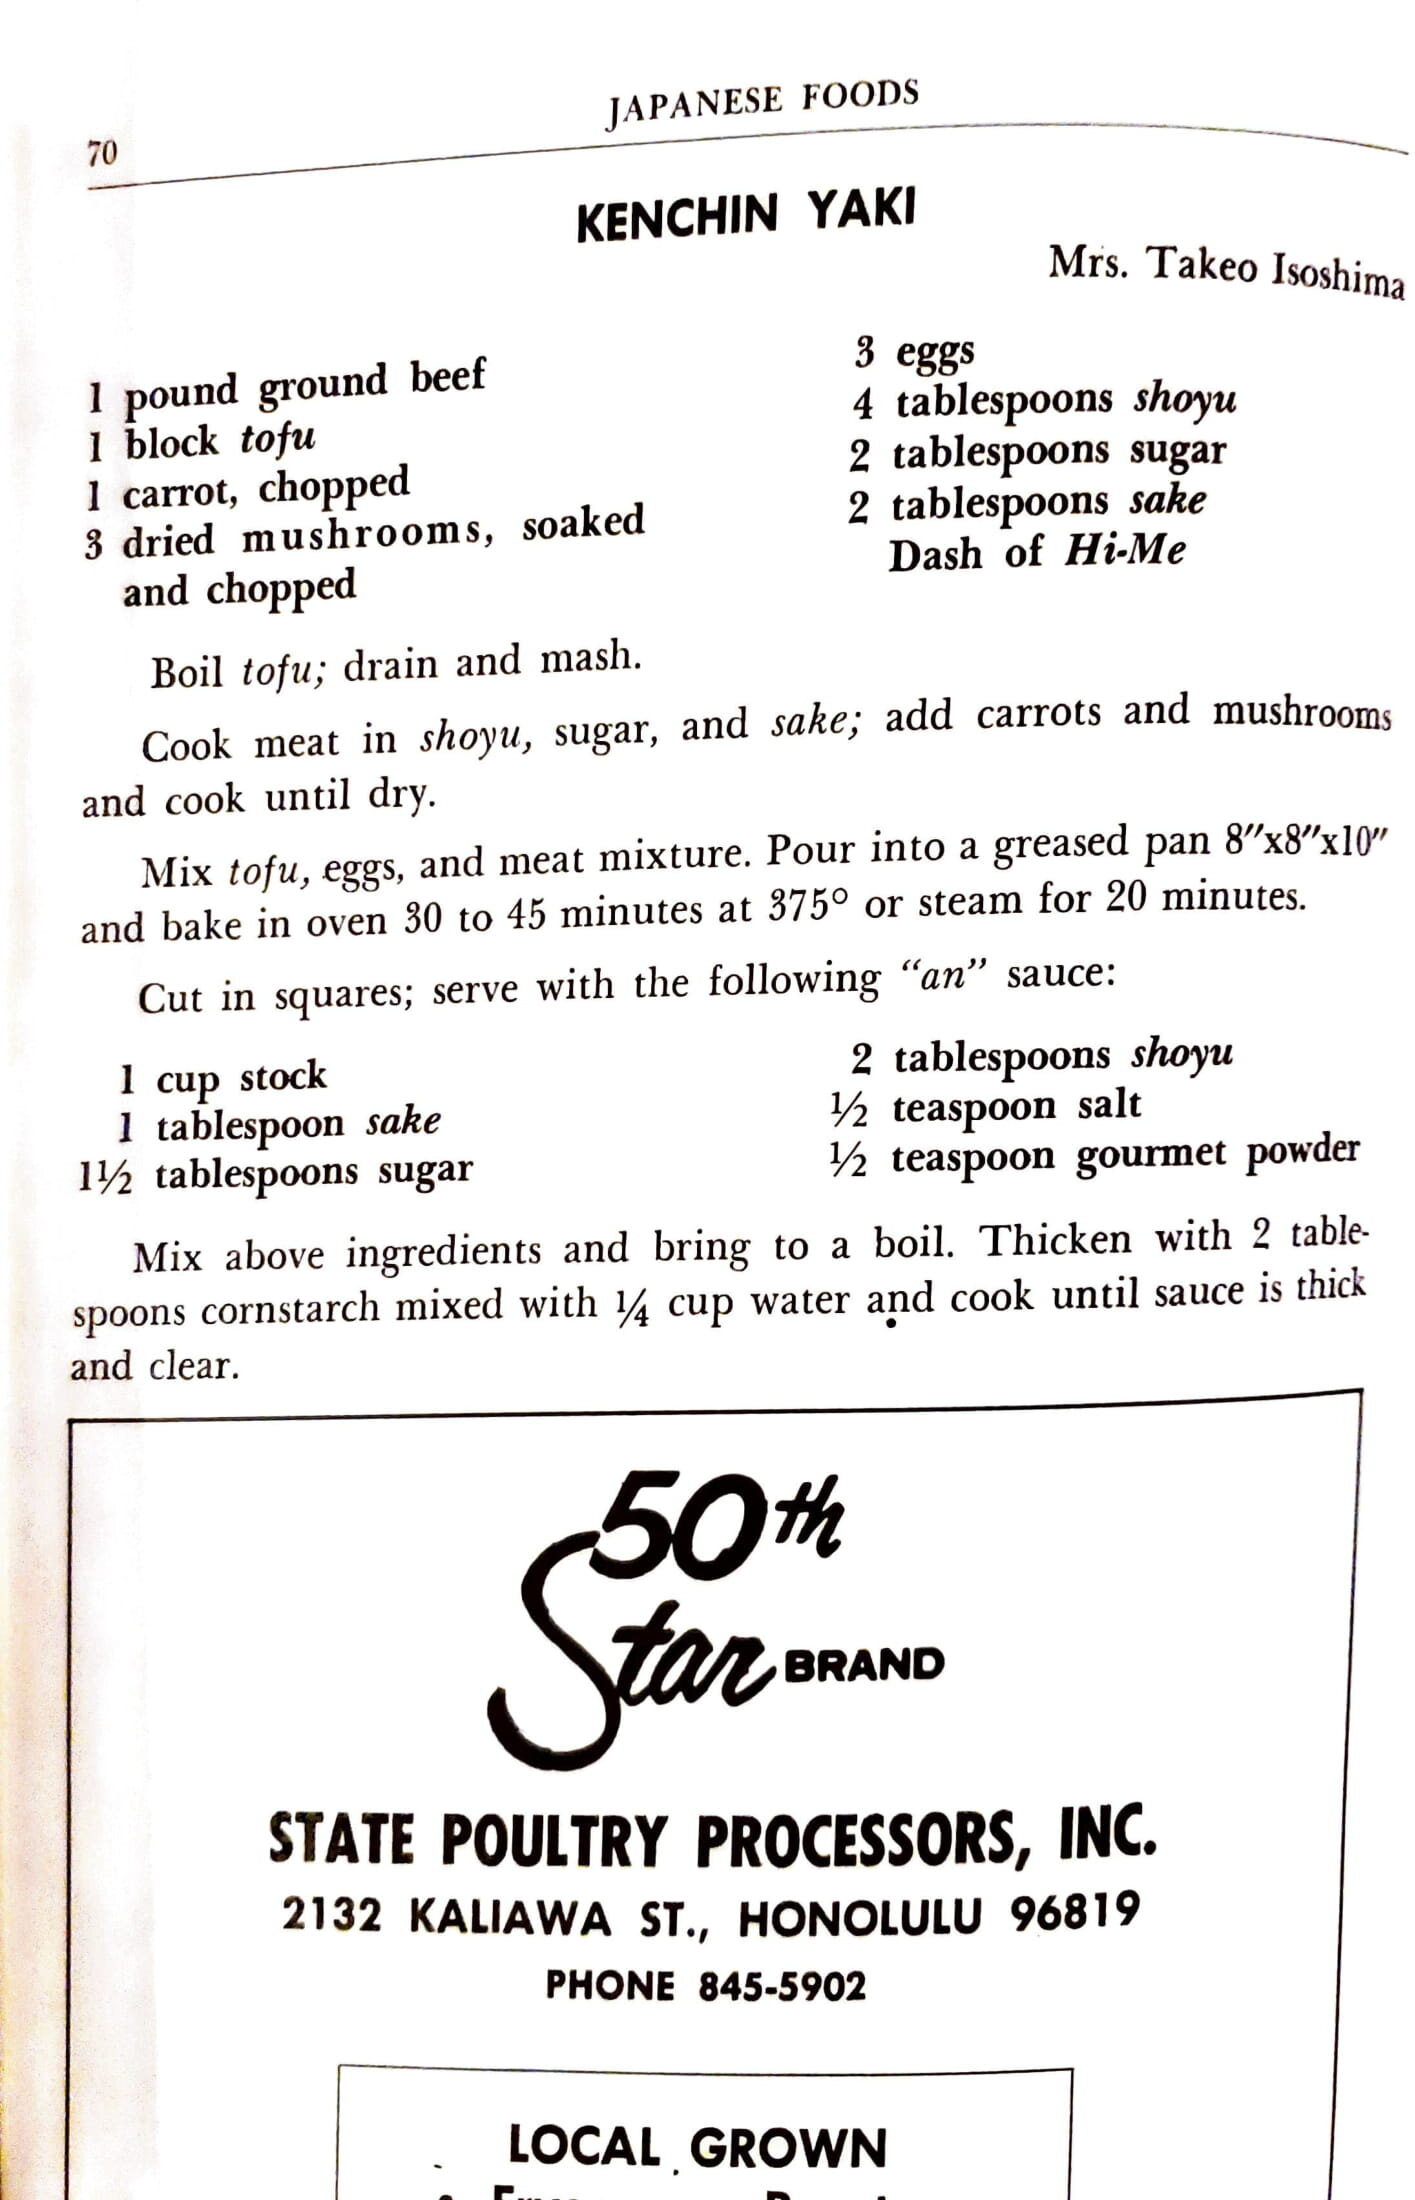 JAPANESE FOODS
70
KENCHIN YAKI
Mrs. Takeo Isoshima
1 pound ground beef
1 block tofu
1 carrot, chopped
3 dried mushrooms, soaked
and chopped
3 eggs
4 tablespoons shoyu
2 tablespoons sugar
2 tablespoons sake
Dash of Hi-Me
Boil tofu; drain and mash.
Cook meat in shoyu, sugar, and sake; add carrots and mushrooms
and cook until dry.
Mix tofu, eggs, and meat mixture. Pour into a greased pan 8″x8″x10″
and bake in oven 30 to 45 minutes at 375° or steam for 20 minutes.
Cut in squares; serve with the following “an” sauce:
1 cup stock
1 tablespoon sake
1½ tablespoons sugar
2 tablespoons shoyu
½ teaspoon salt
½ teaspoon gourmet powder
Mix above ingredients and bring to a boil. Thicken with 2 table-
spoons cornstarch mixed with ¼ cup water and cook until sauce is thick
and clear.
50th
Star BRAND
STATE POULTRY PROCESSORS, INC.
2132 KALIAWA ST., HONOLULU 96819
PHONE 845-5902
LOCAL GROWN